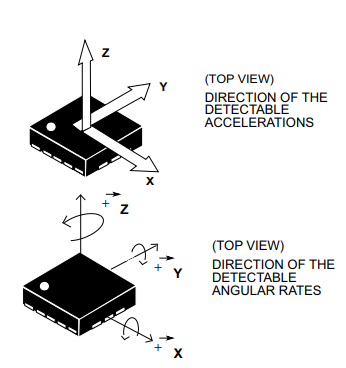 Z
Y
(TOP VIEW)
DIRECTION OF THE
DETECTABLE
ACCELERATIONS
X
+ Z
(TOP VIEW)
+ Y
DIRECTION OF THE
DETECTABLE
ANGULAR RATES
+ X